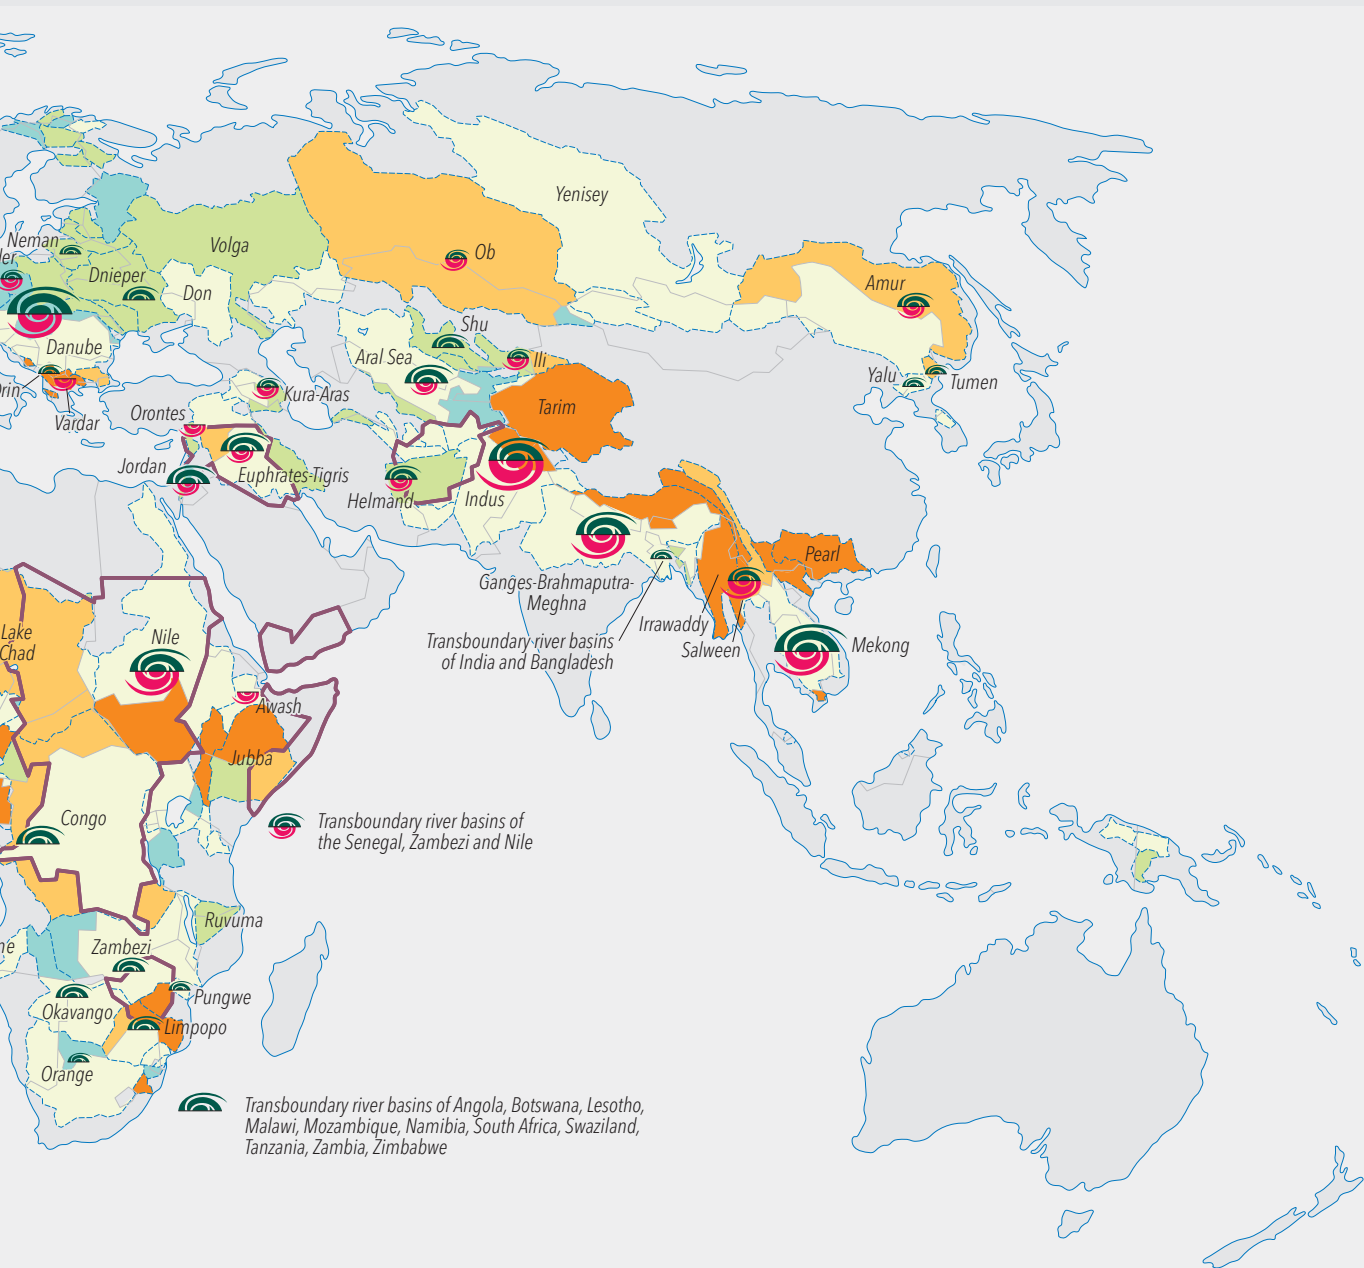 Yenisey
Neman
Volga
Ob
Dnieper
Don
Amur
Shu
Danube
Aral Sea
Ili
Yalu
Tumen
Kura-Aras
Orontes
Tarim
Vardar
Jordan
Euphrates-Tigris
Helmand
Indus
Pearl
Ganges-Brahmaputra-
Meghna
Irrawaddy
Transboundary river basins
of India and Bangladesh
Salween
Mekong
Lake
Chad
Nile
Awash
Jubba
Congo
Transboundary river basins of
the Senegal, Zambezi and Nile
Ruvuma
Zambezi
Pungwe
Okavango
Limpopo
Orange
Transboundary river basins of Angola, Botswana, Lesotho,
Malawi, Mozambique, Namibia, South Africa, Swaziland,
Tanzania, Zambia, Zimbabwe